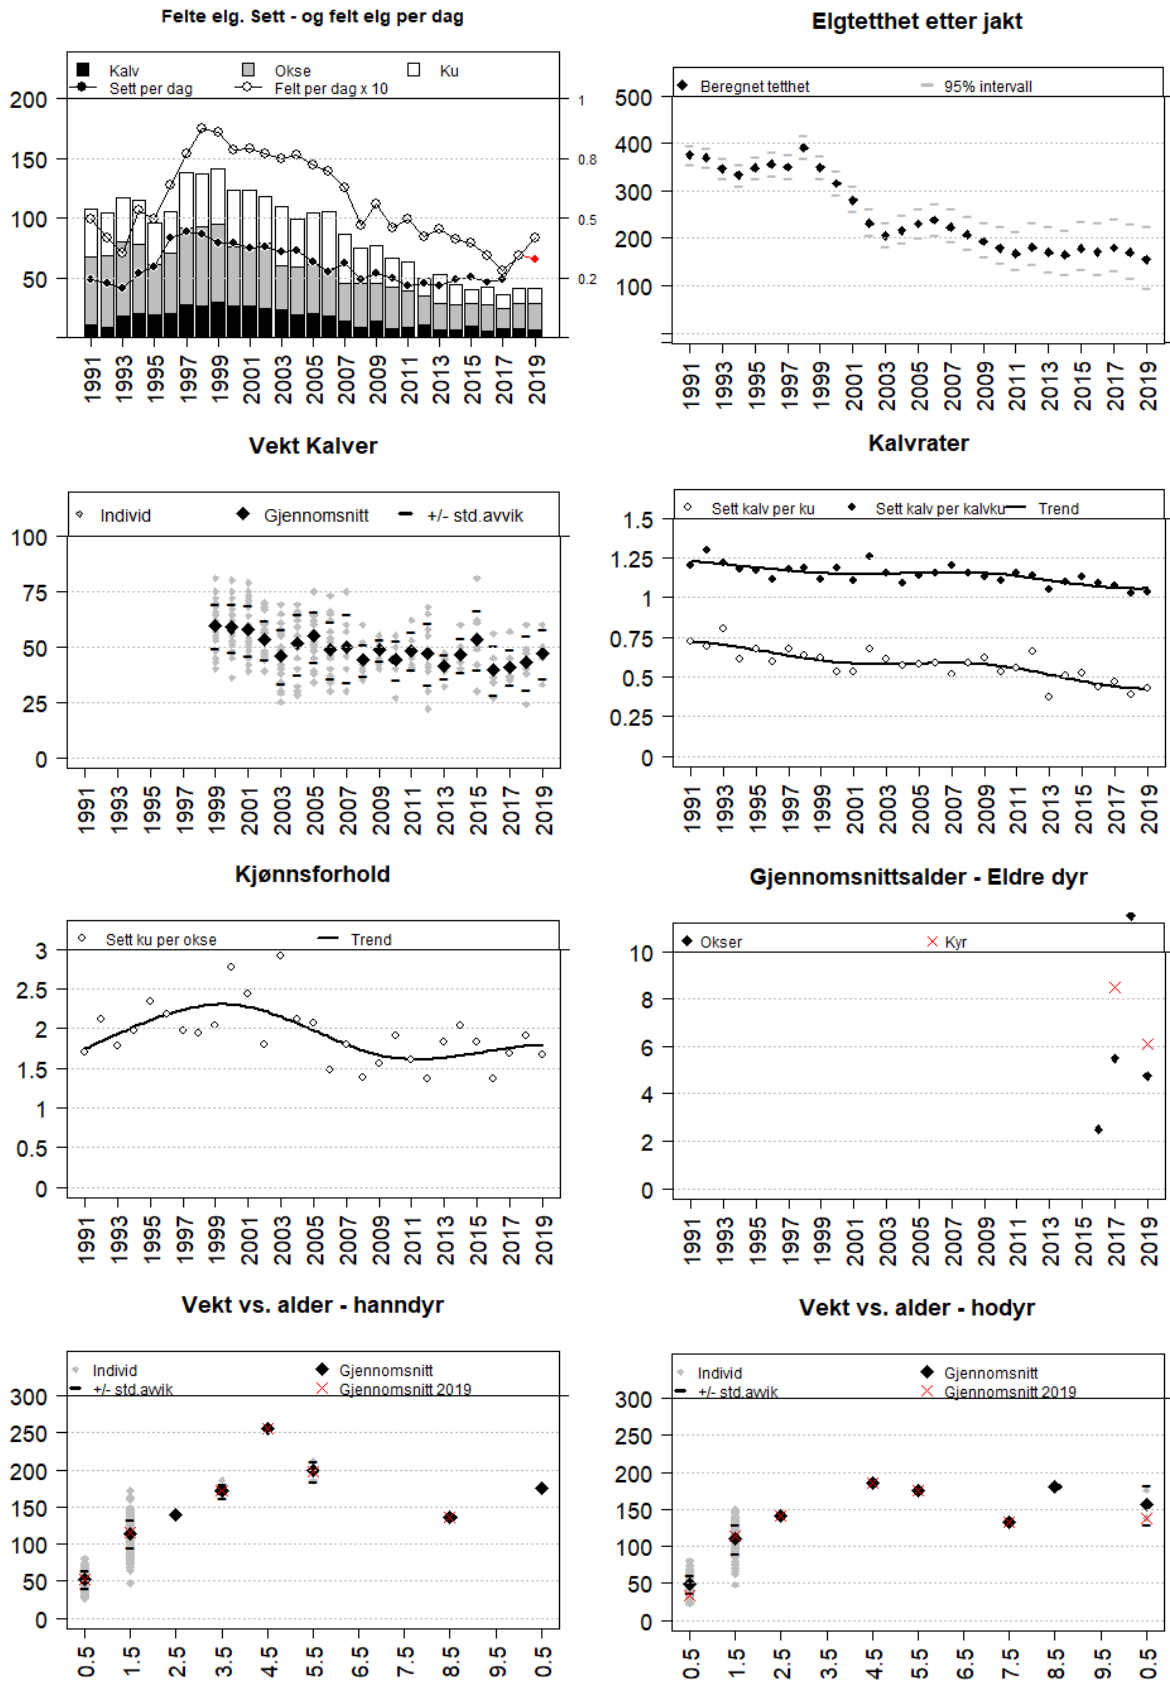 Felte elg. Sett - og felt elg per dag
Kalv Okse Ku
Sett per dag Felt per dag x 10
200
150
100
50
1
0.8
0.5
0.2
1991 1993 1995 1997 1999 2001 2003 2005 2007 2009 2011 2013 2015 2017 2019
Elgtetthet etter jakt
Beregnet tetthet 95% intervall
500
400
300
200
100
1991 1993 1995 1997 1999 2001 2003 2005 2007 2009 2011 2013 2015 2017 2019
Vekt Kalver
Individ Gjennomsnitt +/- std.avvik
100
75
50
25
0
1991 1993 1995 1997 1999 2001 2003 2005 2007 2009 2011 2013 2015 2017 2019
Kalvrater
Sett kalv per ku Sett kalv per kalvku Trend
1.5
1.25
1
0.75
0.5
0.25
0
1991 1993 1995 1997 1999 2001 2003 2005 2007 2009 2011 2013 2015 2017 2019
Kjønnsforhold
Sett ku per okse Trend
3
2.5
2
1.5
1
0.5
0
1991 1993 1995 1997 1999 2001 2003 2005 2007 2009 2011 2013 2015 2017 2019
Gjennomsnittsalder - Eldre dyr
Okser Kyr
10
8
6
4
2
0
1991 1993 1995 1997 1999 2001 2003 2005 2007 2009 2011 2013 2015 2017 2019
Vekt vs. alder - hanndyr
Individ Gjennomsnitt
+/- std.avvik Gjennomsnitt 2019
300
250
200
150
100
50
0
0.5 1.5 2.5 3.5 4.5 5.5 6.5 7.5 8.5 9.5 0.5
Vekt vs. alder - hodyr
Individ Gjennomsnitt
+/- std.avvik Gjennomsnitt 2019
300
250
200
150
100
50
0
0.5 1.5 2.5 3.5 4.5 5.5 6.5 7.5 8.5 9.5 0.5